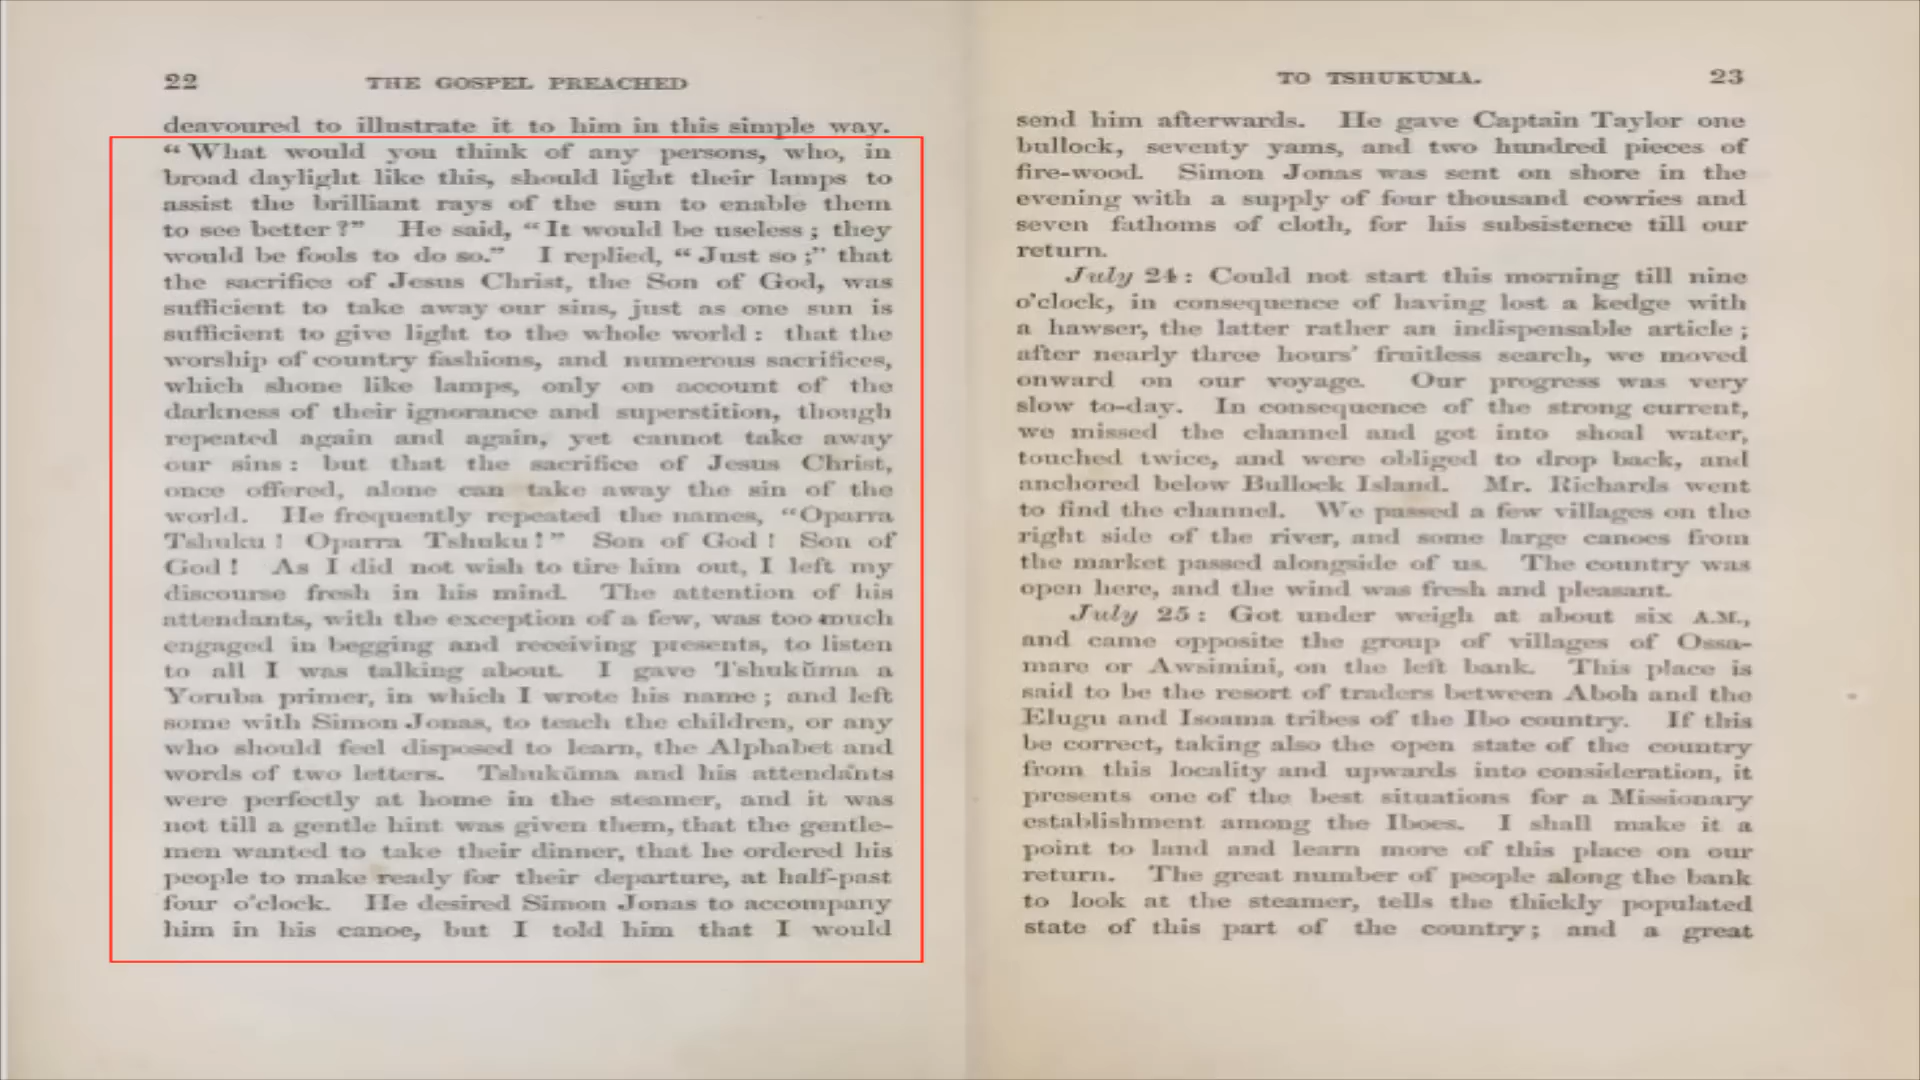 22 THE GOSPEL PREACHED
deavoured to illustrate it to him in this simple way.
“What would you think of any persons, who, in
broad daylight like this, should light their lamps to
assist the brilliant rays of the sun to enable them
to see better?” He said, “It would be useless; they
would be fools to do so.” I replied, “Just so;” that
the sacrifice of Jesus Christ, the Son of God, was
sufficient to take away our sins, just as one sun is
sufficient to give light to the whole world: that the
worship of country fashions, and numerous sacrifices,
which shone like lamps, only on account of the
darkness of their ignorance and superstition, though
repeated again and again, yet cannot take away
our sins: but that the sacrifice of Jesus Christ,
once offered, alone can take away the sin of the
world. He frequently repeated the names, “Oparra
Tshuku! Oparra Tshuku!” Son of God! Son of
God! As I did not wish to tire him out, I left my
discourse fresh in his mind. The attention of his
attendants, with the exception of a few, was too much
engaged in begging and receiving presents, to listen
to all I was talking about. I gave Tshukŭma a
Yoruba primer, in which I wrote his name; and left
some with Simon Jonas, to teach the children, or any
who should feel disposed to learn, the Alphabet and
words of two letters. Tshukŭma and his attendants
were perfectly at home in the steamer, and it was
not till a gentle hint was given them, that the gentle-
men wanted to take their dinner, that he ordered his
people to make ready for their departure, at half-past
four o’clock. He desired Simon Jonas to accompany
him in his canoe, but I told him that I would
TO TSHUKUMA. 23
send him afterwards. He gave Captain Taylor one
bullock, seventy yams, and two hundred pieces of
fire-wood. Simon Jonas was sent on shore in the
evening with a supply of four thousand cowries and
seven fathoms of cloth, for his subsistence till our
return.
July 24: Could not start this morning till nine
o’clock, in consequence of having lost a kedge with
a hawser, the latter rather an indispensable article;
after nearly three hours’ fruitless search, we moved
onward on our voyage. Our progress was very
slow to-day. In consequence of the strong current,
we missed the channel and got into shoal water,
touched twice, and were obliged to drop back, and
anchored below Bullock Island. Mr. Richards went
to find the channel. We passed a few villages on the
right side of the river, and some large canoes from
the market passed alongside of us. The country was
open here, and the wind was fresh and pleasant.
July 25: Got under weigh at about six A.M.,
and came opposite the group of villages of Ossa-
mare or Awsimini, on the left bank. This place is
said to be the resort of traders between Aboh and the
Elugu and Isoama tribes of the Ibo country. If this
be correct, taking also the open state of the country
from this locality and upwards into consideration, it
presents one of the best situations for a Missionary
establishment among the Iboes. I shall make it a
point to land and learn more of this place on our
return. The great number of people along the bank
to look at the steamer, tells the thickly populated
state of this part of the country; and a great